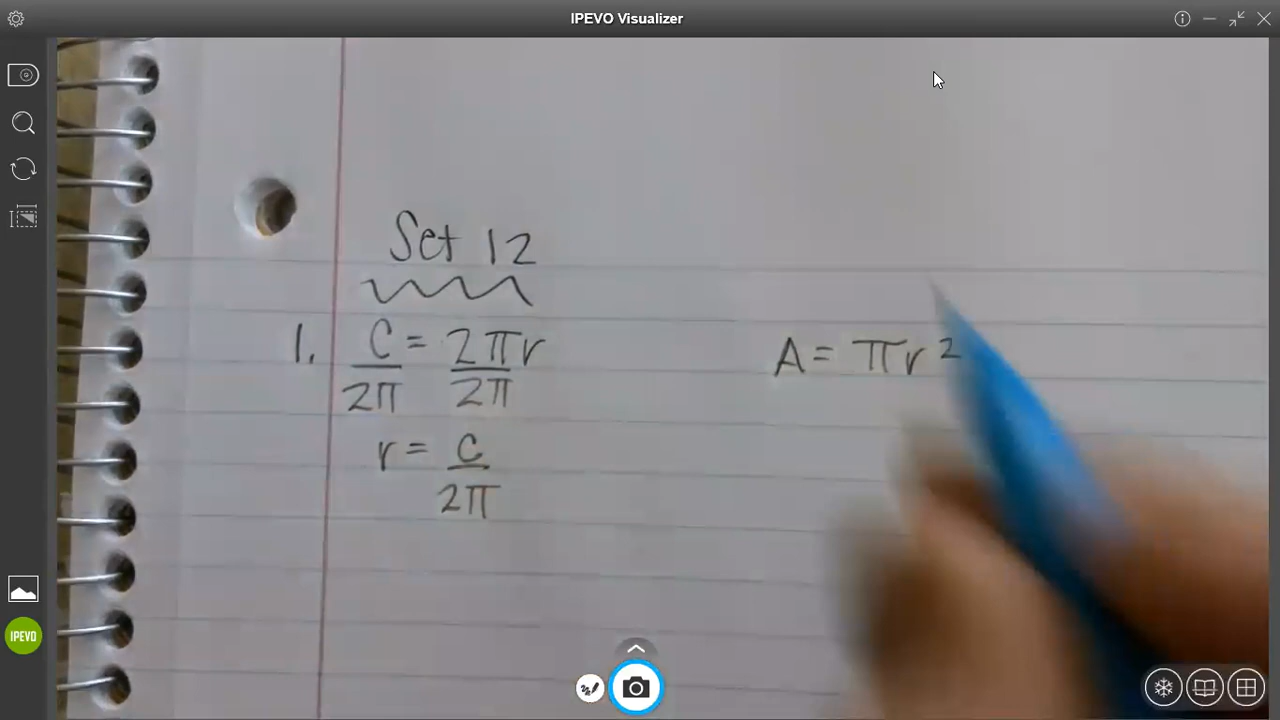 IPEVO Visualizer
Set 12
1. C = 2πr
2π 2π
r = C
2π
A = πr²
IPEVO